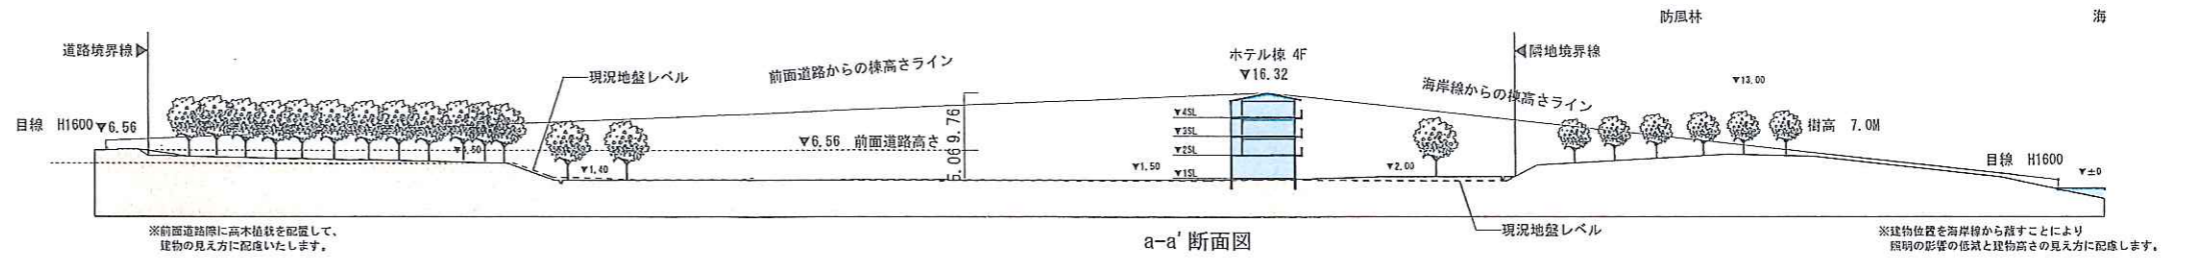 防風林
海
道路境界線
ホテル棟 4F
隣地境界線
▼16.32
前面道路からの棟高さライン
現況地盤レベル
▼13.00
海岸線からの棟高さライン
目線 H1600
▼6.56
樹高 7.0M
▼4SL
▼3SL
▼2SL
▼1SL
▼6.56 前面道路高さ
9.76
5.06
▼1.40
▼1.50
▼2.00
目線 H1600
▼±0
現況地盤レベル
※前面道路際に高木植栽を配置して、
建物の見え方に配慮いたします。
a-a' 断面図
※建物位置を海岸線から離すことにより
照明の影響の低減と建物高さの見え方に配慮します。